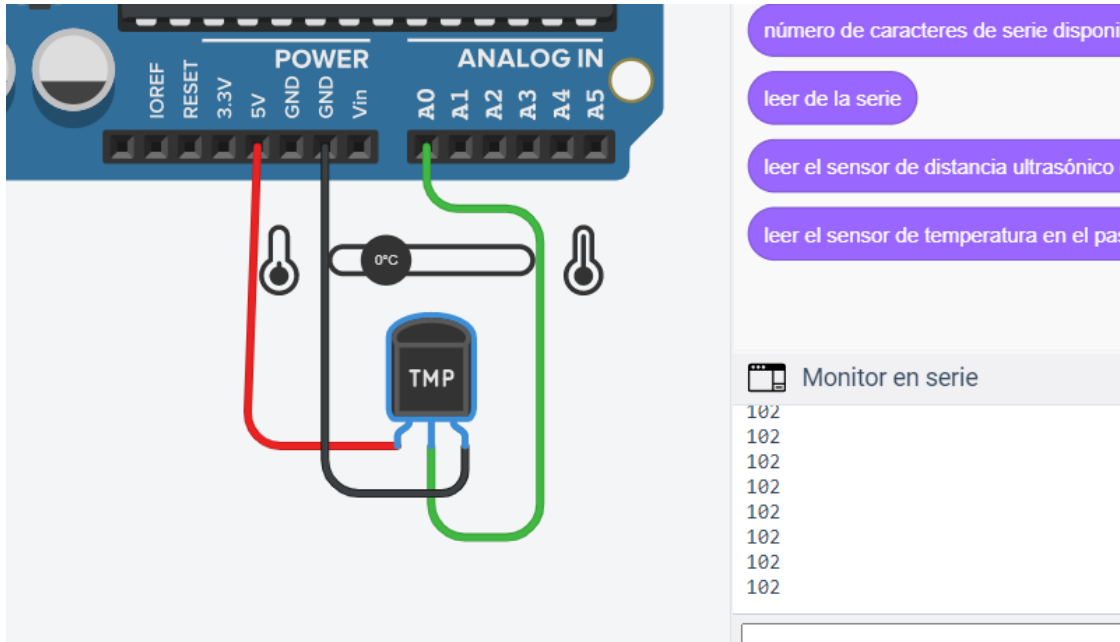 POWER
ANALOG IN
IOREF
RESET
3.3V
5V
GND
GND
Vin
A0
A1
A2
A3
A4
A5
0°C
TMP
número de caracteres de serie
leer de la serie
leer el sensor de distancia ultrasónico
leer el sensor de temperatura en el
Monitor en serie
102
102
102
102
102
102
102
102